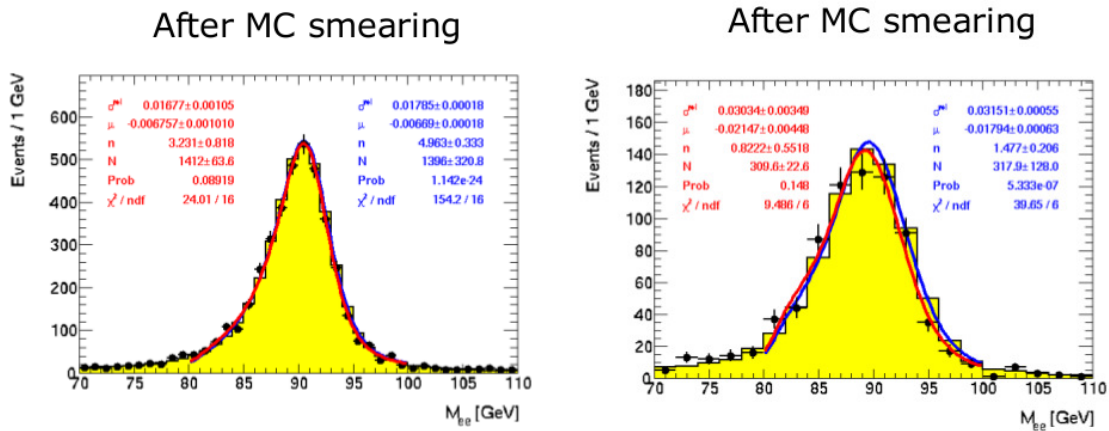 After MC smearing
Events / 1 GeV
600
500
400
300
200
100
0
σ^rel 0.01677±0.00105
μ -0.006757±0.001010
n 3.231±0.818
N 1412±63.6
Prob 0.08919
χ² / ndf 24.01 / 16
0.01785±0.00018
μ -0.00669±0.00018
n 4.963±0.333
N 1396±320.8
Prob 1.142e-24
χ² / ndf 154.2 / 16
70 75 80 85 90 95 100 105 110
M_ee [GeV]
After MC smearing
Events / 1 GeV
180
160
140
120
100
80
60
40
20
0
σ^rel 0.03034±0.00349
μ -0.02147±0.00448
n 0.8222±0.5518
N 309.6±22.6
Prob 0.148
χ² / ndf 9.486 / 6
σ^rel 0.03151±0.00055
μ -0.01794±0.00063
n 1.477±0.206
N 317.9±128.0
Prob 5.333e-07
χ² / ndf 39.65 / 6
70 75 80 85 90 95 100 105 110
M_ee [GeV]